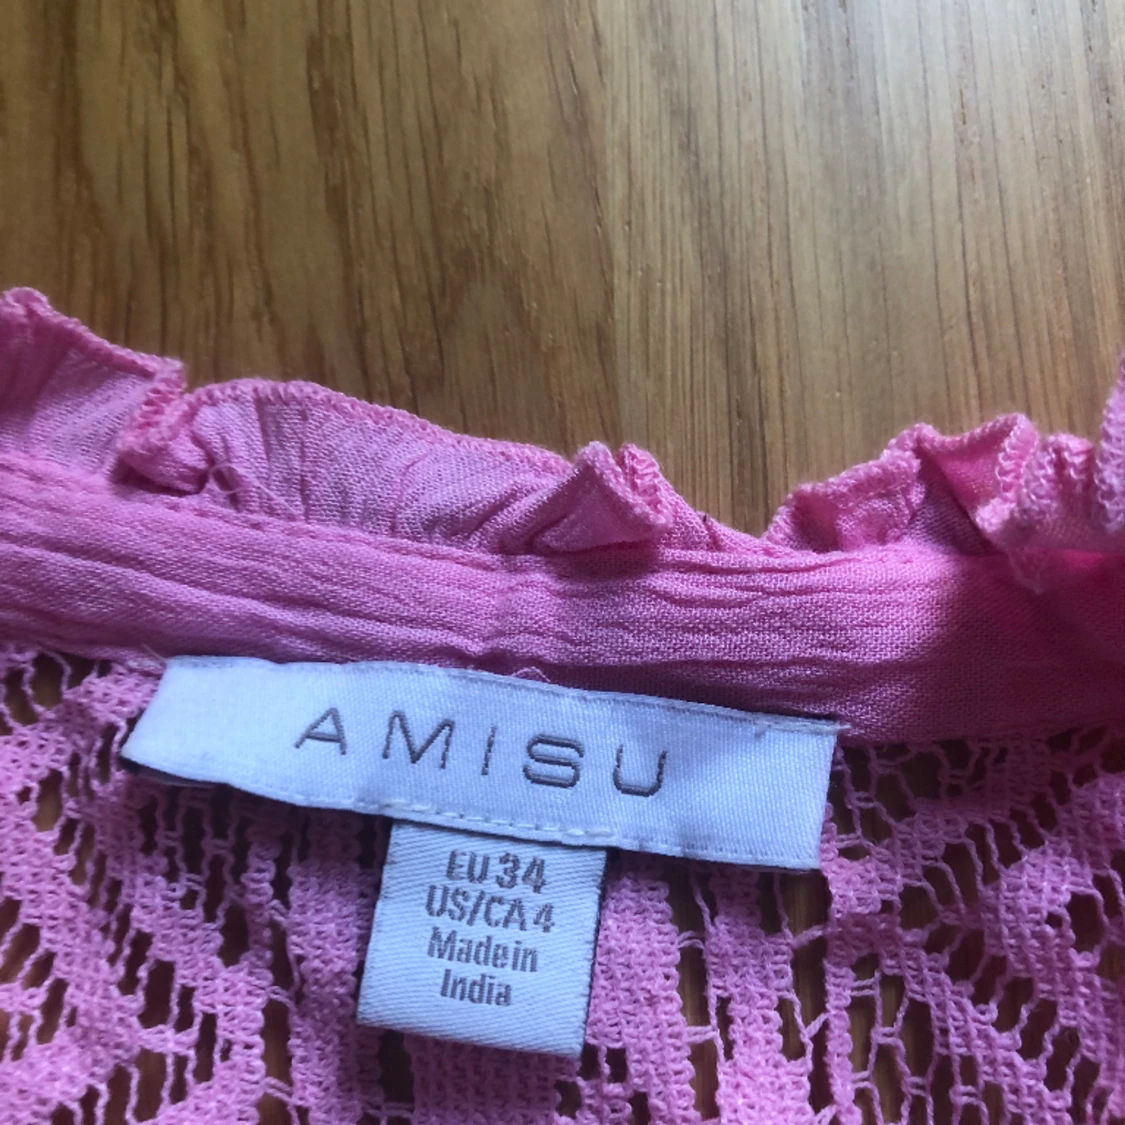 AMISU
EU 34
US/CA 4
Made in
India